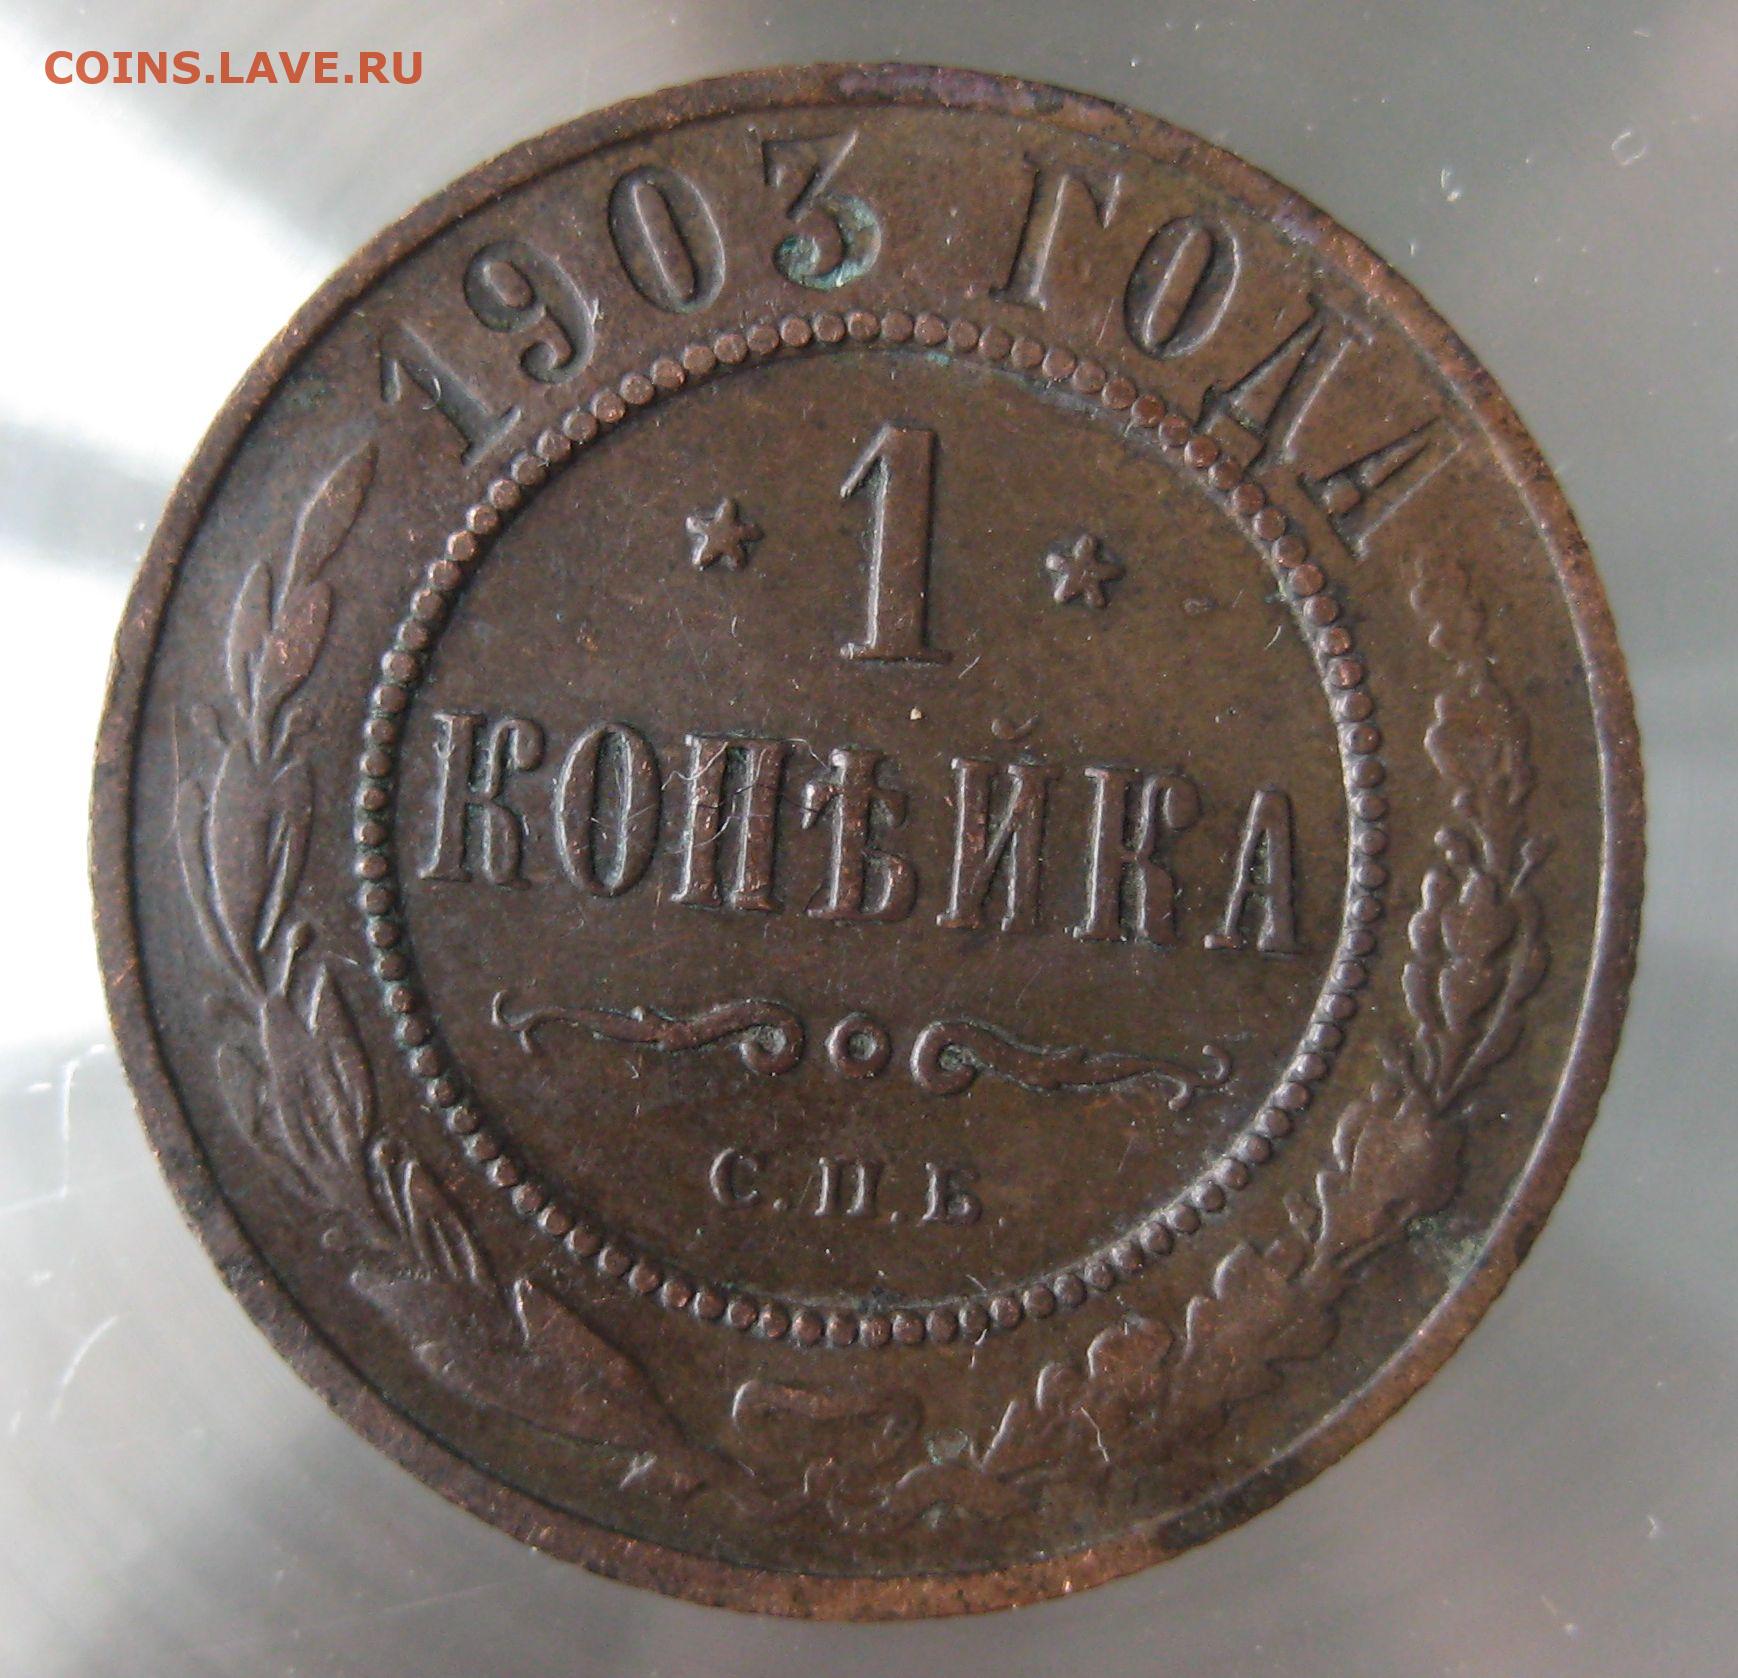 COINS.LAVE.RU
1903 ГОДА
* 1 *
КОПѢЙКА
С.П.Б.